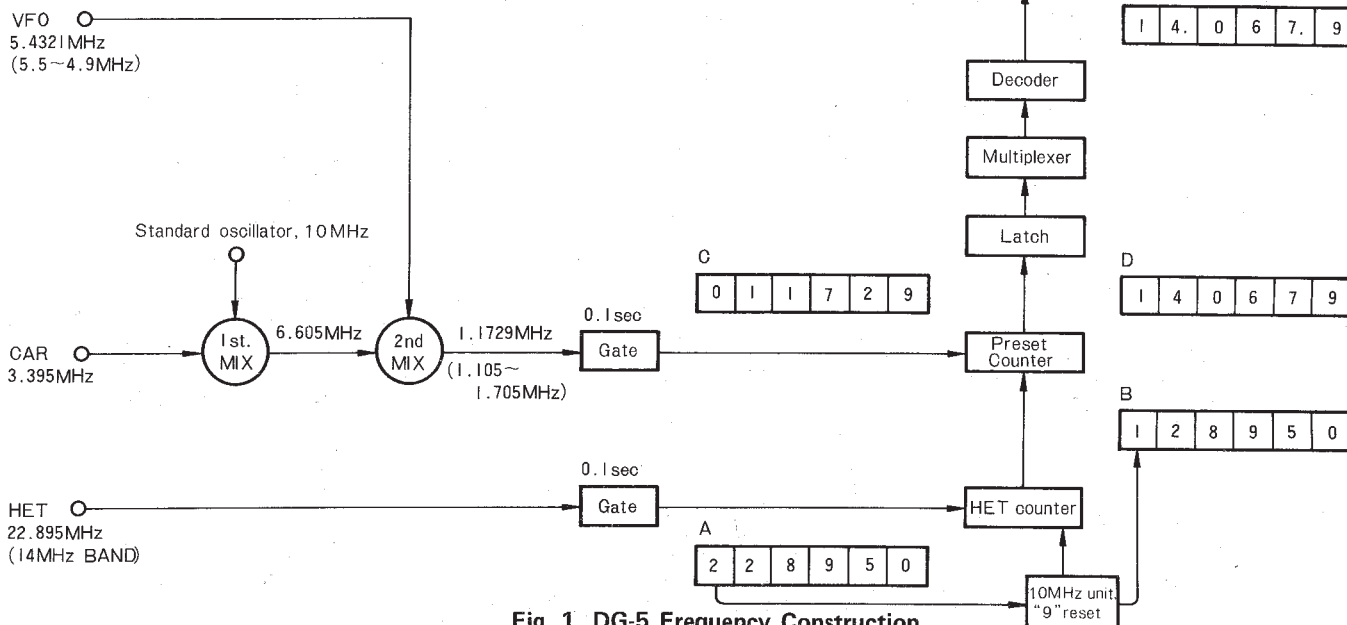 VFO
5.4321MHz
(5.5~4.9MHz)
1 4. 0 6 7. 9
Decoder
Multiplexer
Latch
Standard oscillator, 10MHz
C
0 1 1 7 2 9
D
1 4 0 6 7 9
CAR
3.395MHz
1st.
MIX
6.605MHz
2nd
MIX
1.1729MHz
(1.105~
1.705MHz)
0.1sec
Gate
Preset
Counter
B
1 2 8 9 5 0
HET
22.895MHz
(14MHz BAND)
0.1sec
Gate
HET counter
A
2 2 8 9 5 0
10MHz unit.
"9" reset
Fig. 1 DG-5 Frequency Construction